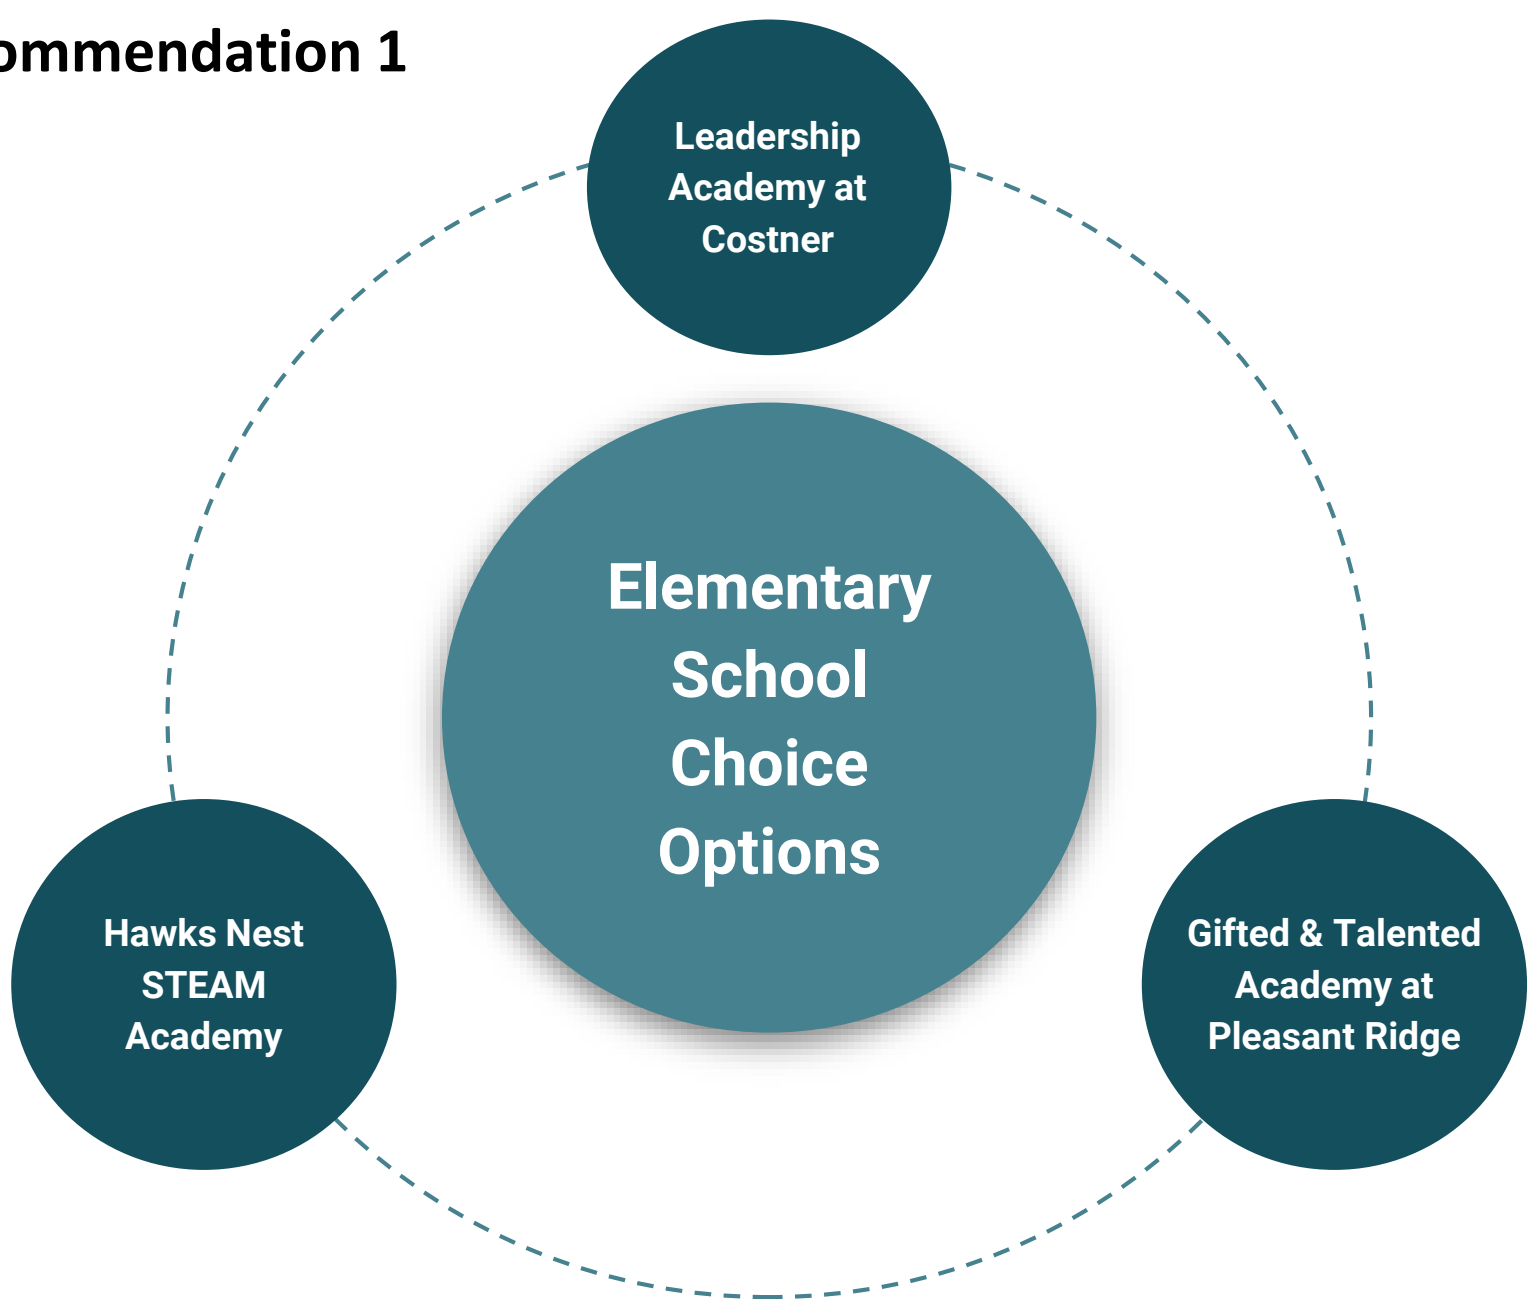 ommendation 1
Leadership
Academy at
Costner
Elementary
School
Choice
Options
Hawks Nest
STEAM
Academy
Gifted & Talented
Academy at
Pleasant Ridge